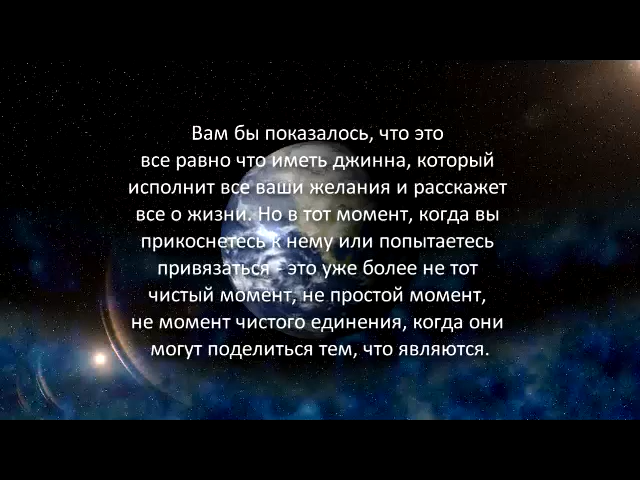 Вам бы показалось, что это
все равно что иметь джинна, который
исполнит все ваши желания и расскажет
все о жизни. Но в тот момент, когда вы
прикоснетесь к нему или попытаетесь
привязаться - это уже более не тот
чистый момент, не простой момент,
не момент чистого единения, когда они
могут поделиться тем, что являются.